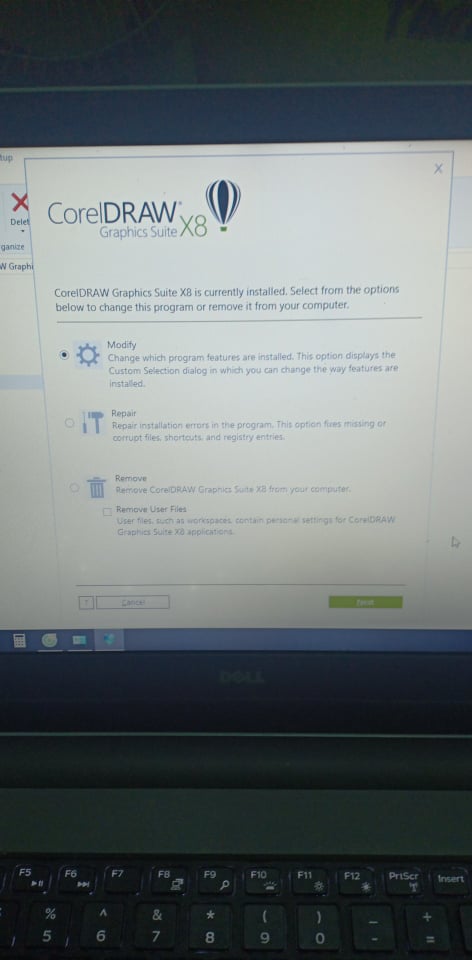 tup
Delet
ganize
W Graphi
X
CorelDRAW®
Graphics Suite X8
CorelDRAW Graphics Suite X8 is currently installed. Select from the options
below to change this program or remove it from your computer.
Modify
Change which program features are installed. This option displays the
Custom Selection dialog in which you can change the way features are
installed.
Repair
Repair installation errors in the program. This option fixes missing or
corrupt files, shortcuts, and registry entries.
Remove
Remove CorelDRAW Graphics Suite X8 from your computer.
Remove User Files
User files, such as workspaces, contain personal settings for CorelDRAW
Graphics Suite X8 applications.
? Cancel Next
DELL
F5 F6 F7 F8 F9 F10 F11 F12 PrtScr Insert
% ^ & * ( ) _ +
5 6 7 8 9 0 - =